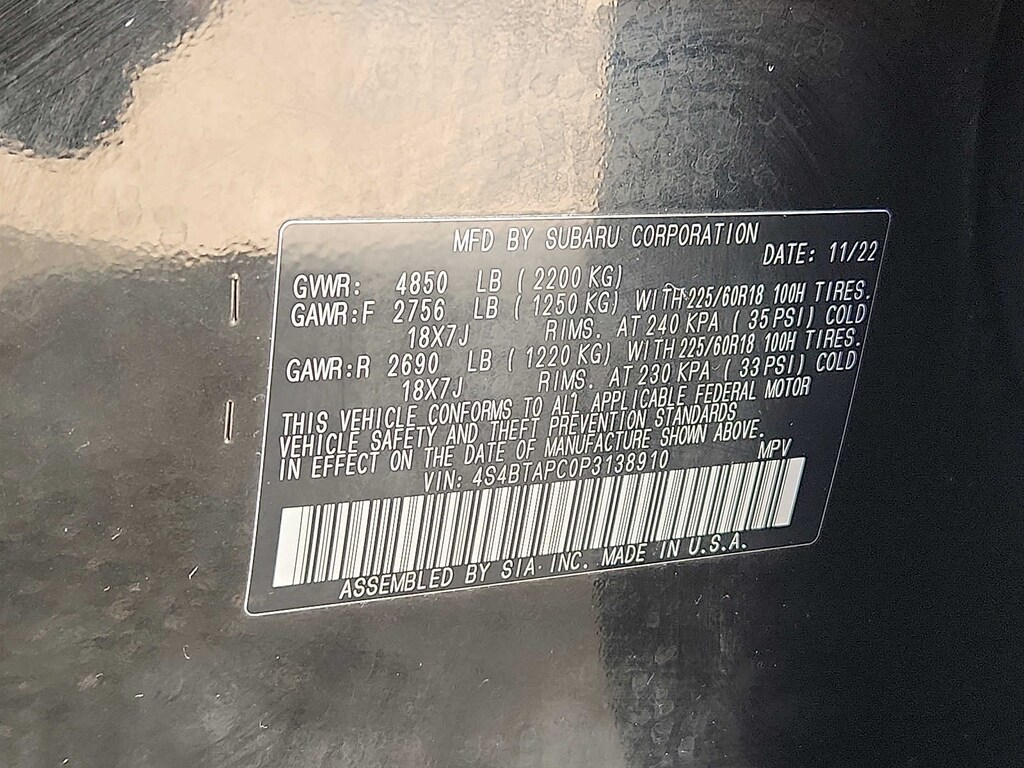 MFD BY SUBARU CORPORATION
DATE: 11/22
GVWR: 4850 LB (2200 KG)
GAWR:F 2756 LB (1250 KG) WITH 225/60R18 100H TIRES.
18X7J RIMS. AT 240 KPA (35 PSI) COLD
GAWR:R 2690 LB (1220 KG) WITH 225/60R18 100H TIRES.
18X7J RIMS. AT 230 KPA (33 PSI) COLD
THIS VEHICLE CONFORMS TO ALL APPLICABLE FEDERAL MOTOR
VEHICLE SAFETY AND THEFT PREVENTION STANDARDS
IN EFFECT ON THE DATE OF MANUFACTURE SHOWN ABOVE.
VIN: 4S4BTAPC0P3138910 MPV
ASSEMBLED BY SIA INC. MADE IN U.S.A.